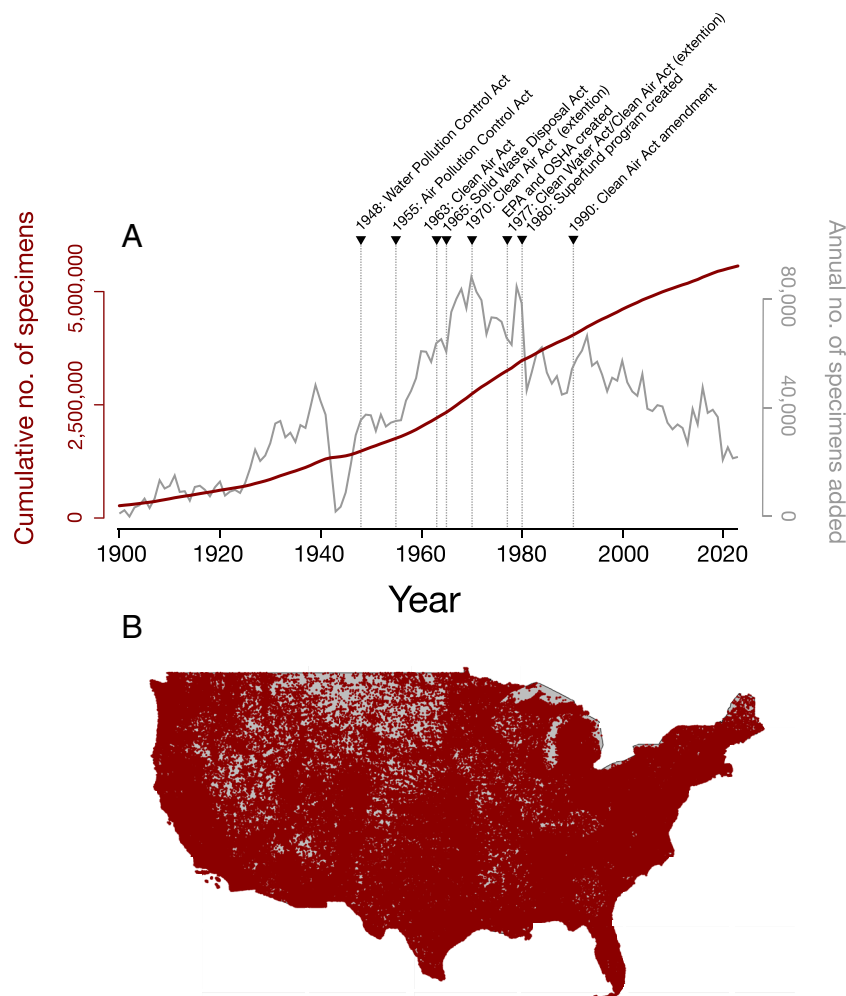 1948: Water Pollution Control Act
1955: Air Pollution Control Act
1963: Clean Air Act
1965: Solid Waste Disposal Act
1970: Clean Air Act (extention)
EPA and OSHA created
1977: Clean Water Act/Clean Air Act (extention)
1980: Superfund program created
1990: Clean Air Act amendment
A
Cumulative no. of specimens
0
2,500,000
5,000,000
Annual no. of specimens added
80,000
40,000
0
1900
1920
1940
1960
1980
2000
2020
Year
B